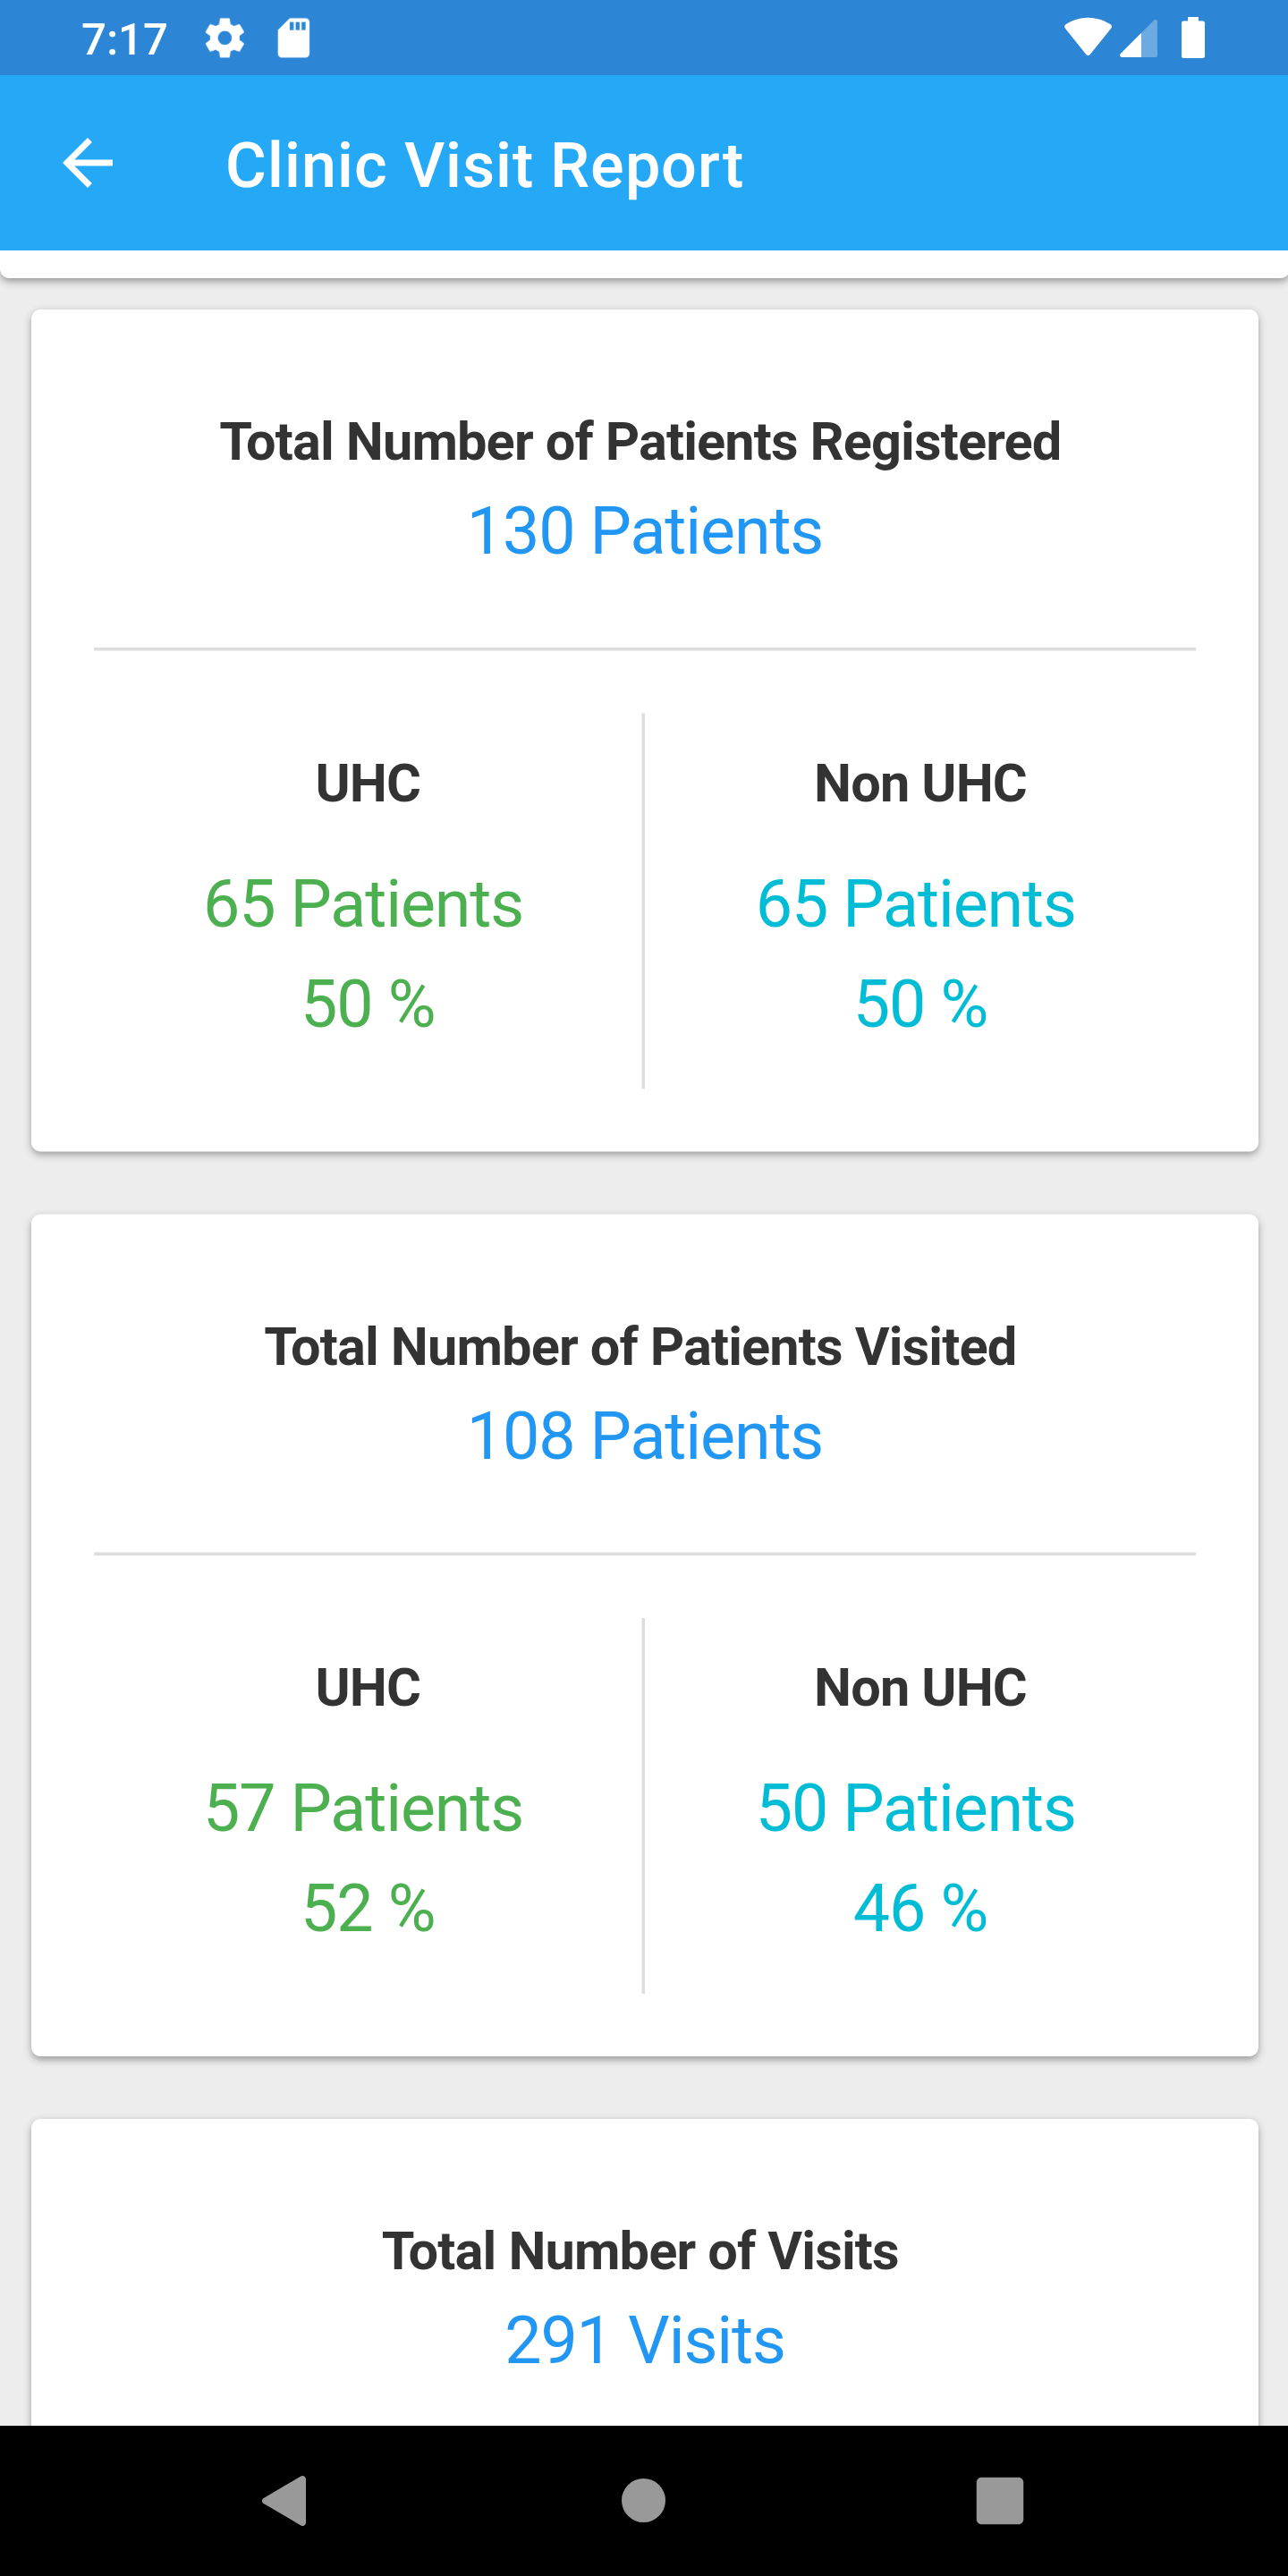 7:17
Clinic Visit Report
Total Number of Patients Registered
130 Patients
UHC
Non UHC
65 Patients
65 Patients
50 %
50 %
Total Number of Patients Visited
108 Patients
UHC
Non UHC
57 Patients
50 Patients
52 %
46 %
Total Number of Visits
291 Visits